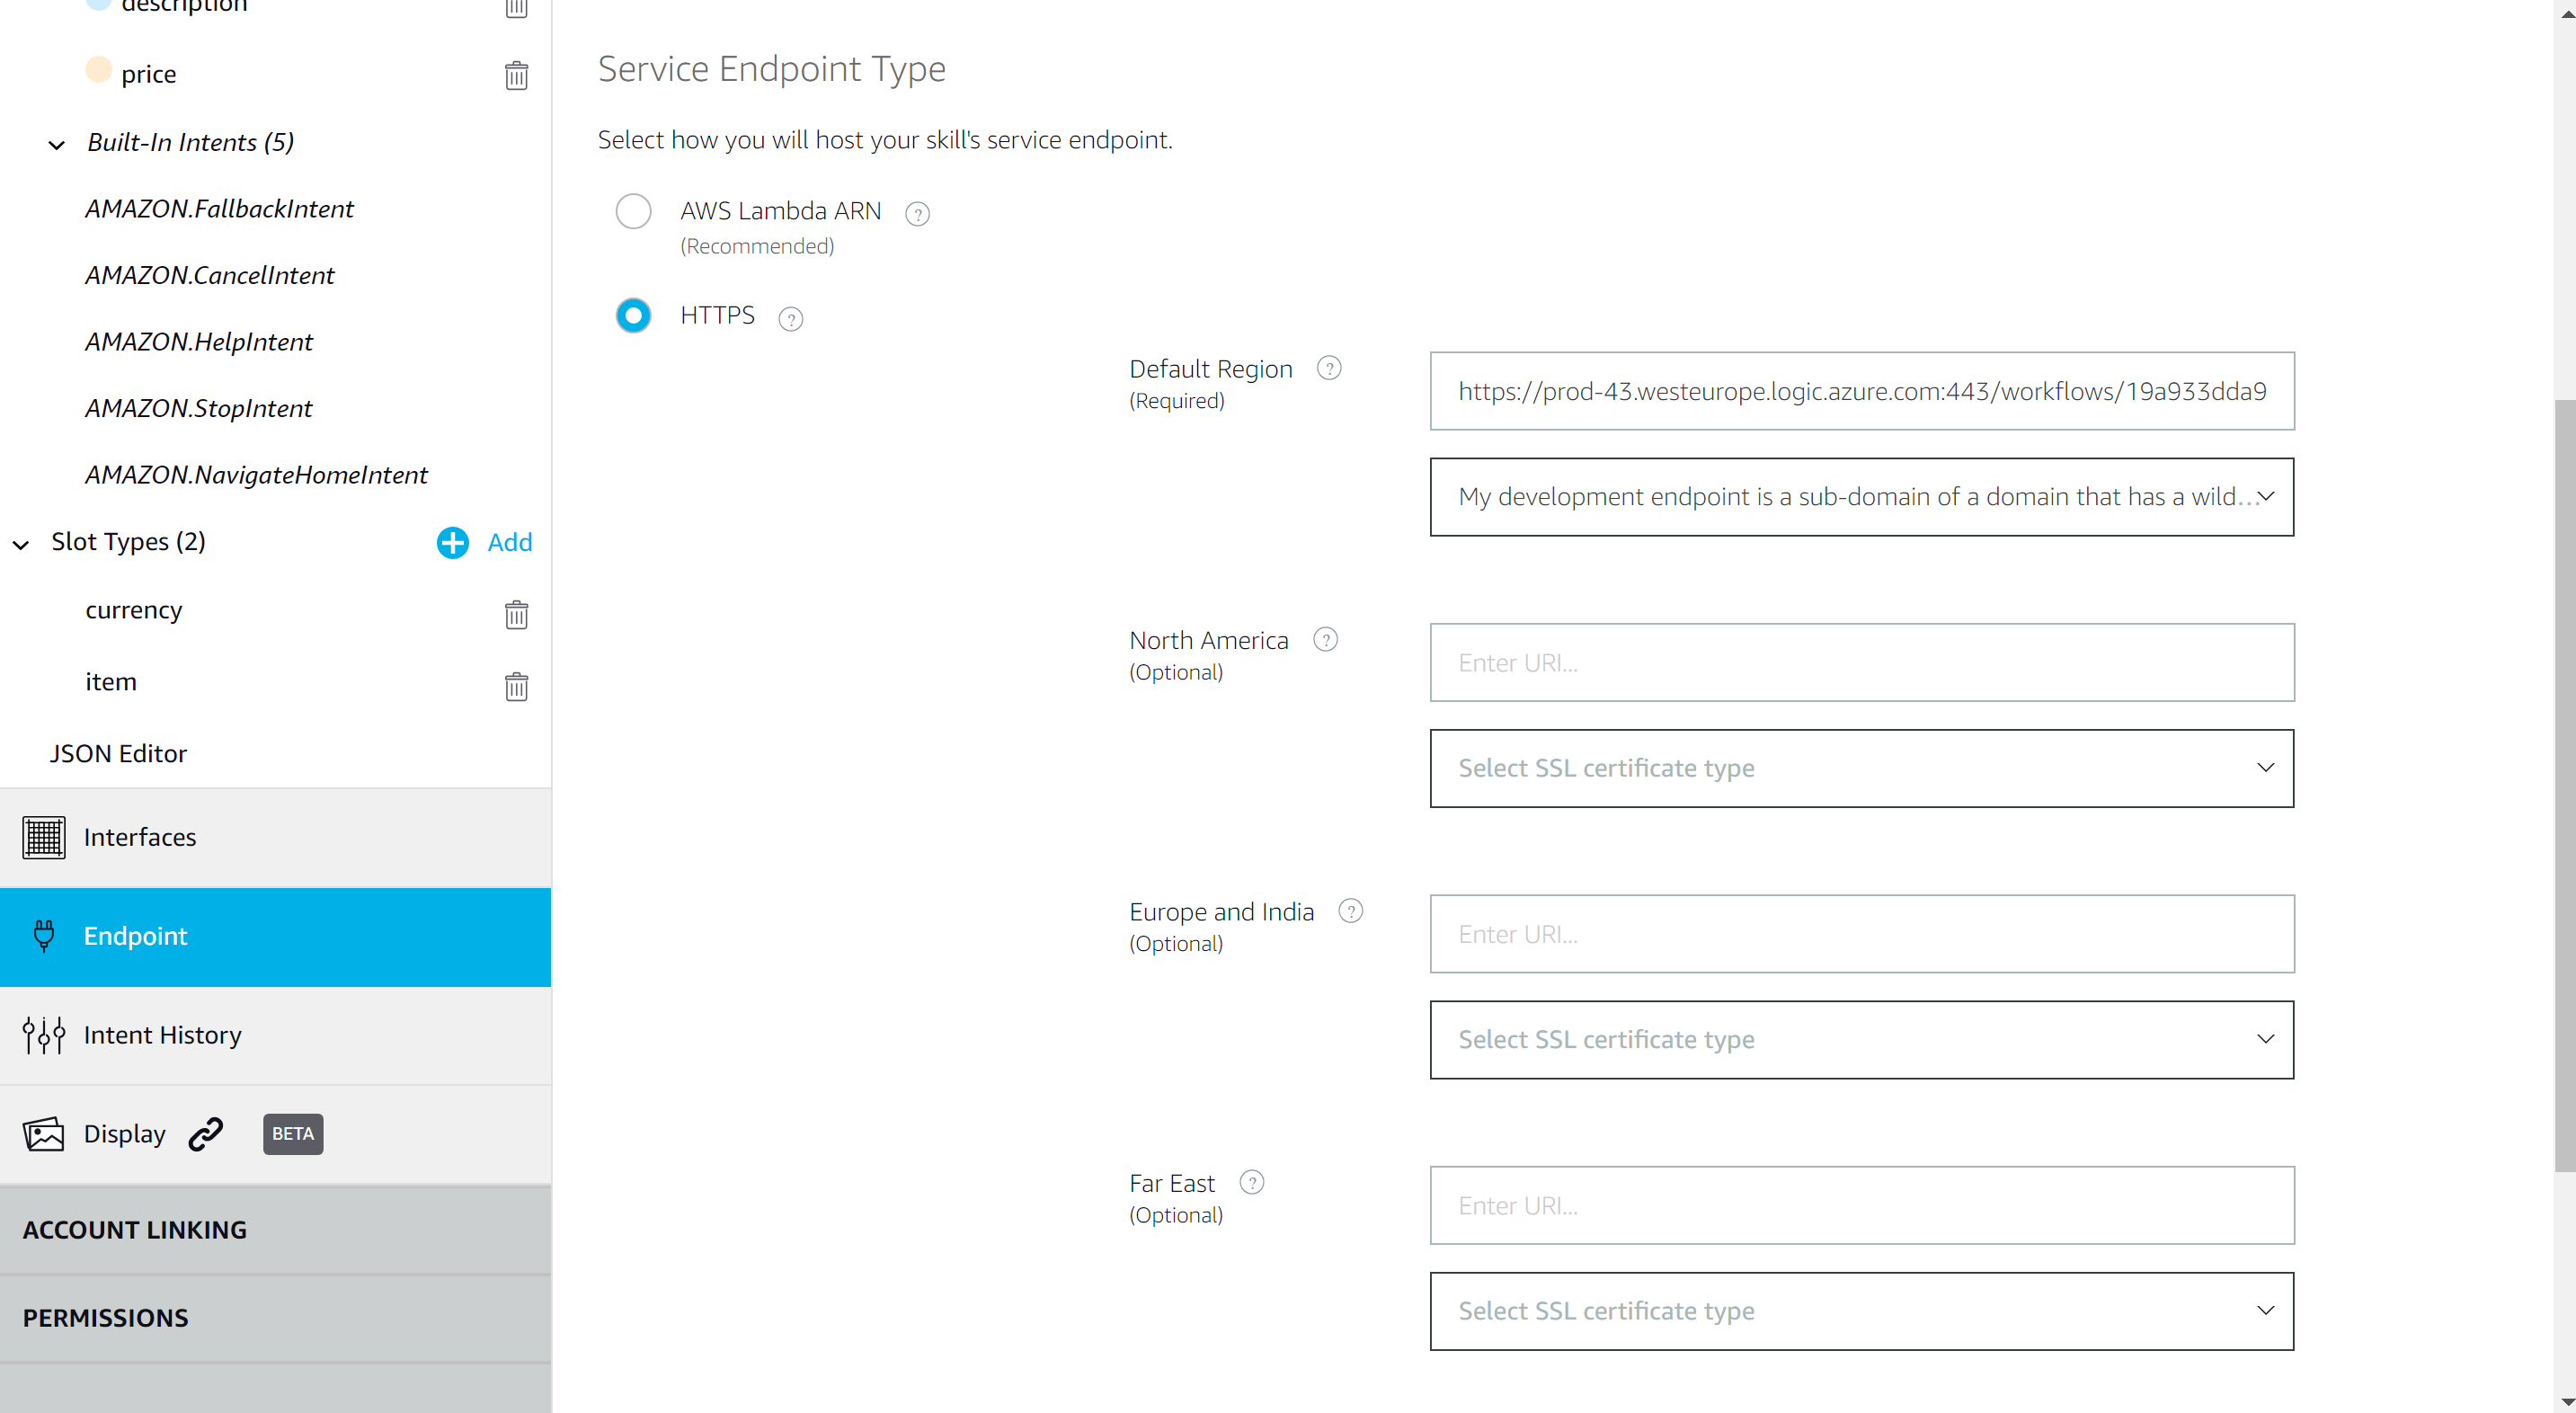 description
price
Built-In Intents (5)
AMAZON.FallbackIntent
AMAZON.CancelIntent
AMAZON.HelpIntent
AMAZON.StopIntent
AMAZON.NavigateHomeIntent
Slot Types (2)
Add
currency
item
JSON Editor
Interfaces
Endpoint
Intent History
Display
BETA
ACCOUNT LINKING
PERMISSIONS
Service Endpoint Type
Select how you will host your skill's service endpoint.
AWS Lambda ARN ?
(Recommended)
HTTPS ?
Default Region ?
(Required)
https://prod-43.westeurope.logic.azure.com:443/workflows/19a933dda9
My development endpoint is a sub-domain of a domain that has a wild...
North America ?
(Optional)
Enter URI...
Select SSL certificate type
Europe and India ?
(Optional)
Enter URI...
Select SSL certificate type
Far East ?
(Optional)
Enter URI...
Select SSL certificate type